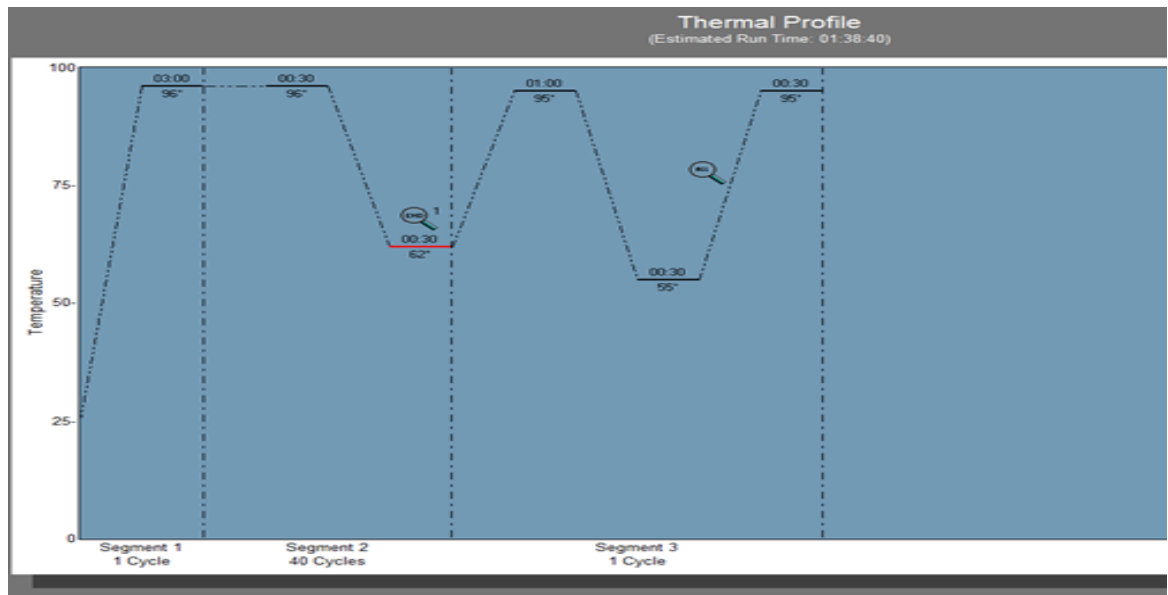 Thermal Profile
(Estimated Run Time: 01:38:40)
100
75-
50-
25-
0
Temperature
03:00
96°
00:30
96°
END
1
00:30
62°
01:00
95°
00:30
55°
00:30
95°
Segment 1
1 Cycle
Segment 2
40 Cycles
Segment 3
1 Cycle